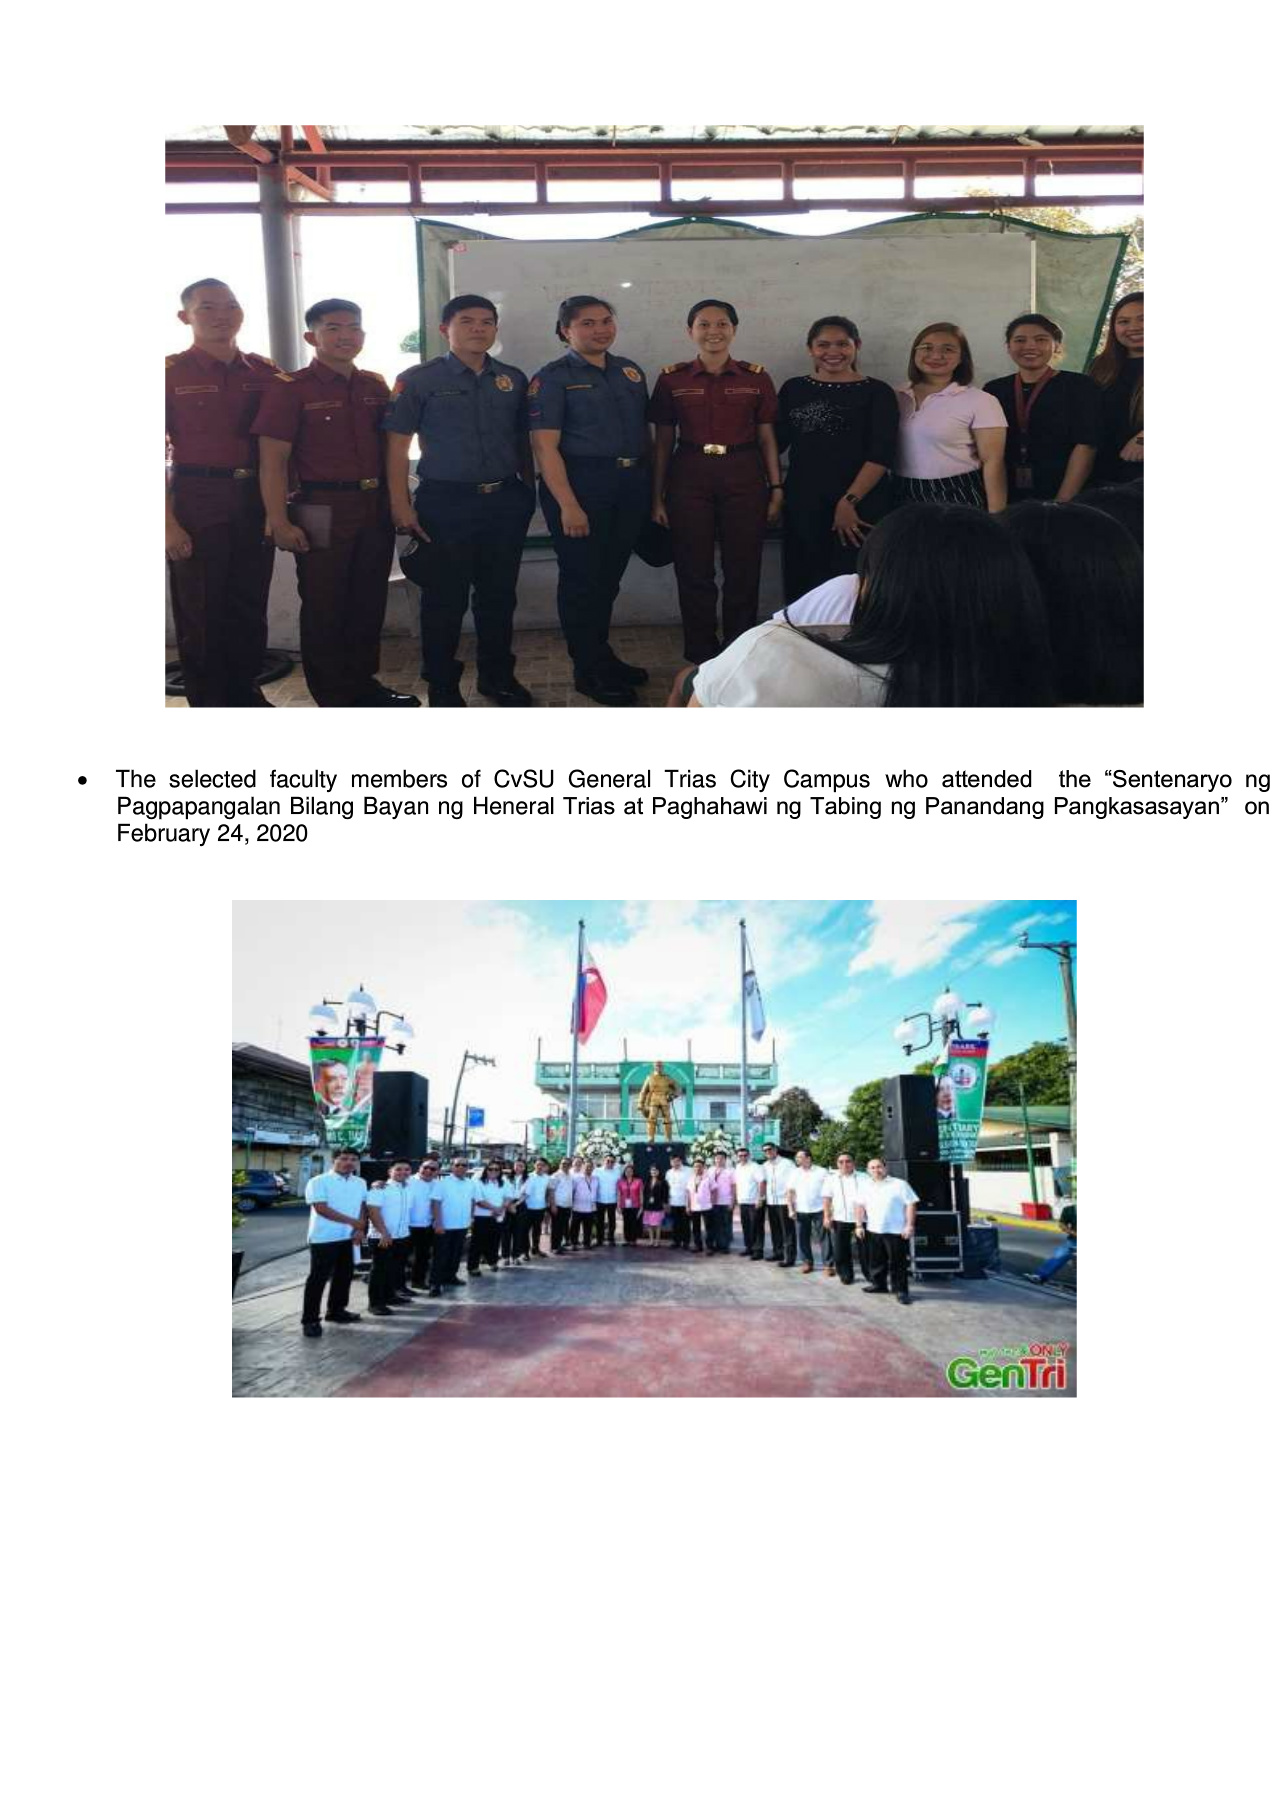 • The selected faculty members of CvSU General Trias City Campus who attended the “Sentenaryo ng
Pagpapangalan Bilang Bayan ng Heneral Trias at Paghahawi ng Tabing ng Panandang Pangkasasayan” on
February 24, 2020
ONLY
GenTri